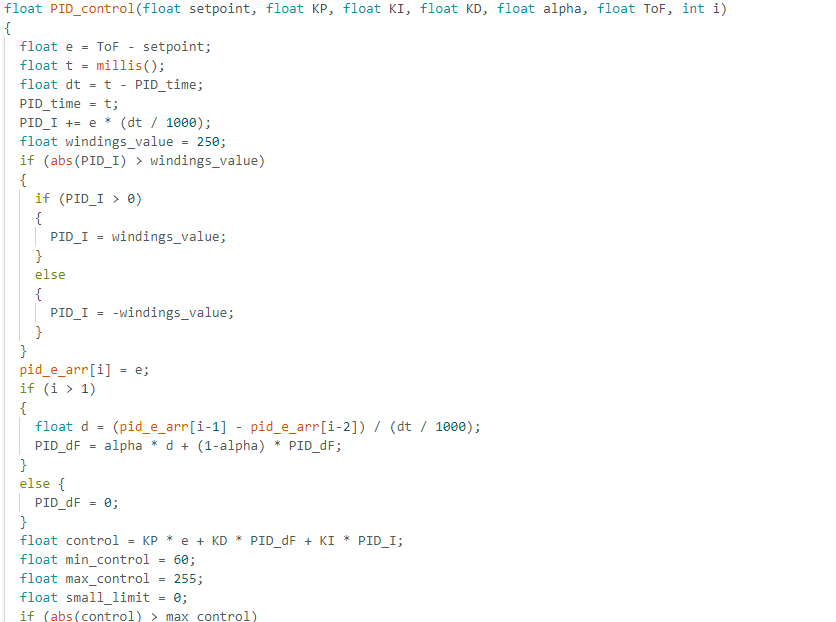 float PID_control(float setpoint, float KP, float KI, float KD, float alpha, float ToF, int i)
{
  float e = ToF - setpoint;
  float t = millis();
  float dt = t - PID_time;
  PID_time = t;
  PID_I += e * (dt / 1000);
  float windings_value = 250;
  if (abs(PID_I) > windings_value)
  {
    if (PID_I > 0)
    {
      PID_I = windings_value;
    }
    else
    {
      PID_I = -windings_value;
    }
  }
  pid_e_arr[i] = e;
  if (i > 1)
  {
    float d = (pid_e_arr[i-1] - pid_e_arr[i-2]) / (dt / 1000);
    PID_dF = alpha * d + (1-alpha) * PID_dF;
  }
  else {
    PID_dF = 0;
  }
  float control = KP * e + KD * PID_dF + KI * PID_I;
  float min_control = 60;
  float max_control = 255;
  float small_limit = 0;
  if (abs(control) > max_control)